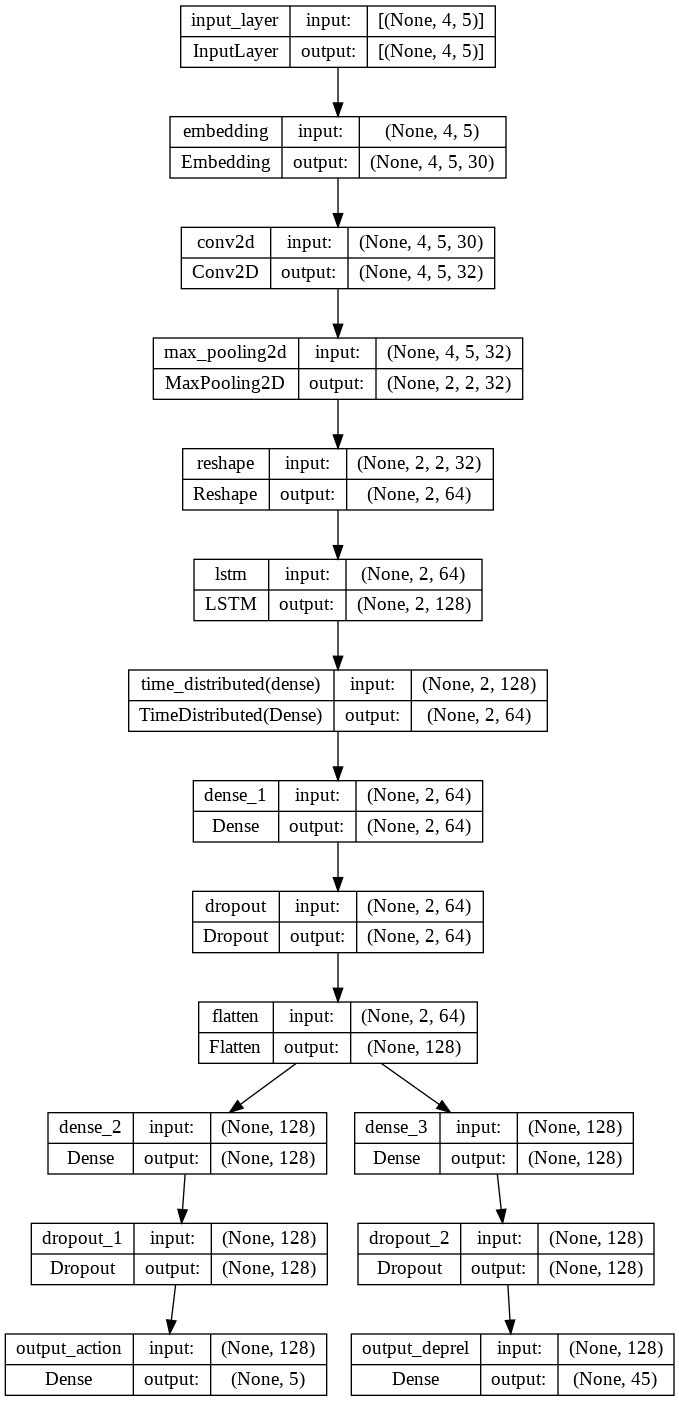 input_layer input: [(None, 4, 5)]
InputLayer output: [(None, 4, 5)]
embedding input: (None, 4, 5)
Embedding output: (None, 4, 5, 30)
conv2d input: (None, 4, 5, 30)
Conv2D output: (None, 4, 5, 32)
max_pooling2d input: (None, 4, 5, 32)
MaxPooling2D output: (None, 2, 2, 32)
reshape input: (None, 2, 2, 32)
Reshape output: (None, 2, 64)
lstm input: (None, 2, 64)
LSTM output: (None, 2, 128)
time_distributed(dense) input: (None, 2, 128)
TimeDistributed(Dense) output: (None, 2, 64)
dense_1 input: (None, 2, 64)
Dense output: (None, 2, 64)
dropout input: (None, 2, 64)
Dropout output: (None, 2, 64)
flatten input: (None, 2, 64)
Flatten output: (None, 128)
dense_2 input: (None, 128)
Dense output: (None, 128)
dense_3 input: (None, 128)
Dense output: (None, 128)
dropout_1 input: (None, 128)
Dropout output: (None, 128)
dropout_2 input: (None, 128)
Dropout output: (None, 128)
output_action input: (None, 128)
Dense output: (None, 5)
output_deprel input: (None, 128)
Dense output: (None, 45)